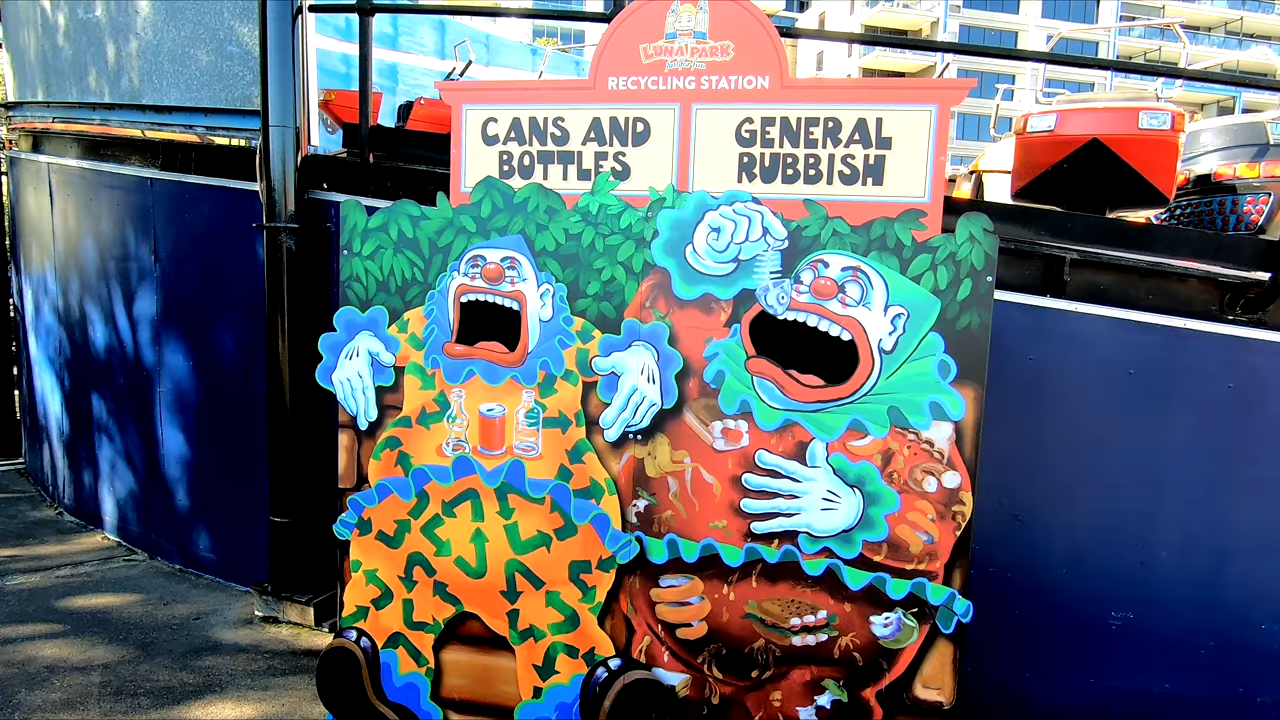 LUNA PARK
just for fun
RECYCLING STATION
CANS AND
BOTTLES
GENERAL
RUBBISH